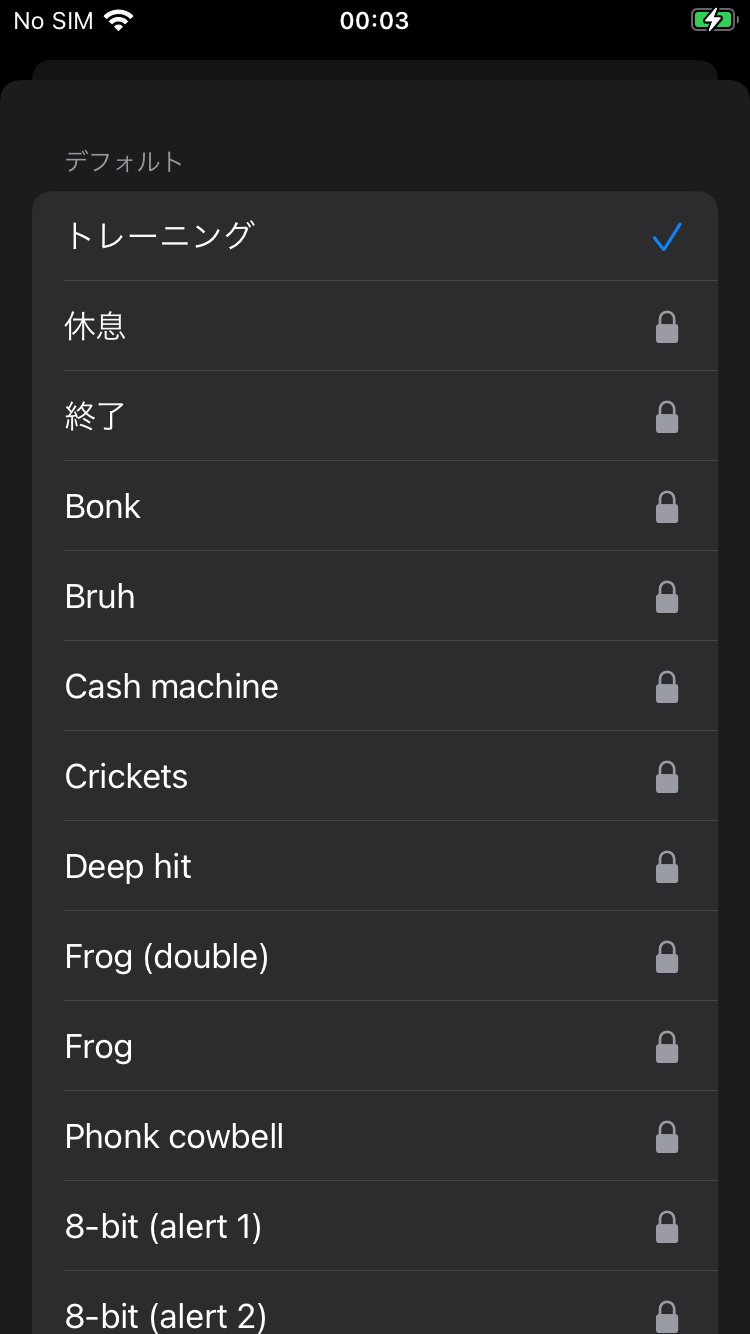 No SIM 00:03
デフォルト
トレーニング
休息
終了
Bonk
Bruh
Cash machine
Crickets
Deep hit
Frog (double)
Frog
Phonk cowbell
8-bit (alert 1)
8-bit (alert 2)